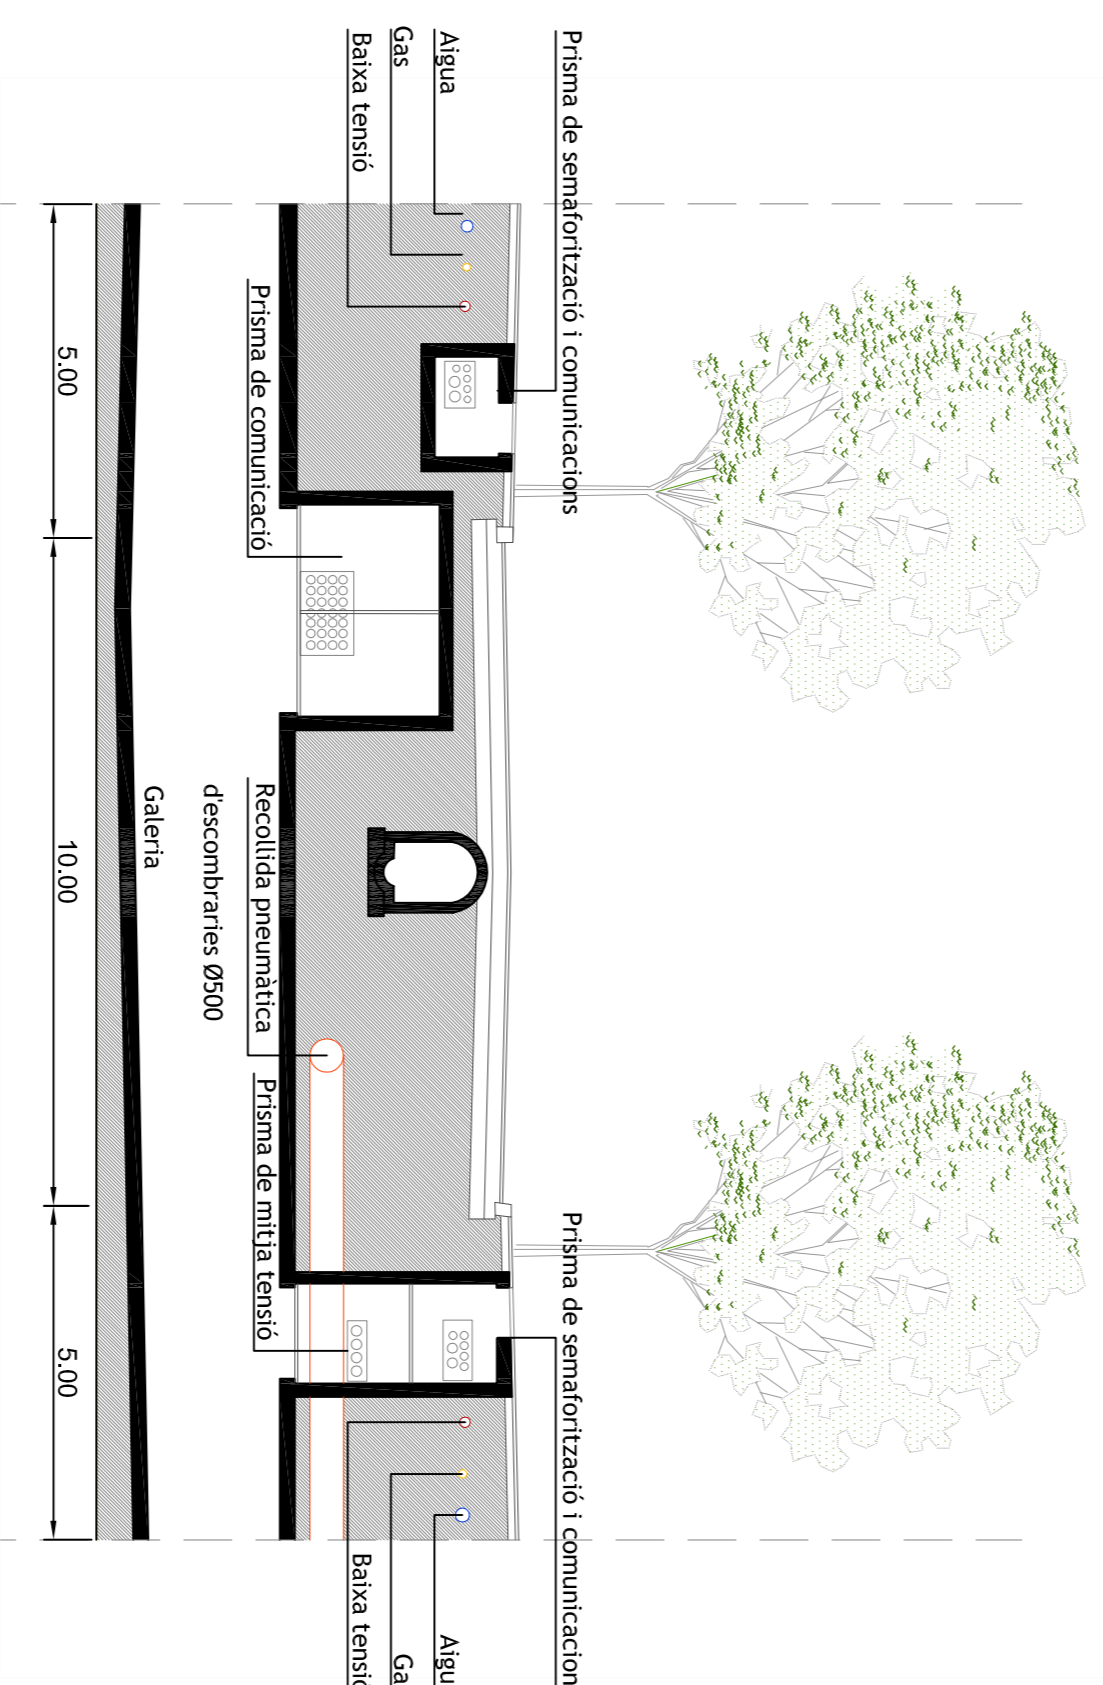 Prisma de semaforització i comunicacions
Prisma de semaforització i comunicacion
Aigua
Aigu
Gas
Ga
Baixa tensió
Baixa tensió
Prisma de comunicació
Recollida pneumàtica
d'escombraries Ø500
Prisma de mitja tensió
Galeria
5.00
10.00
5.00